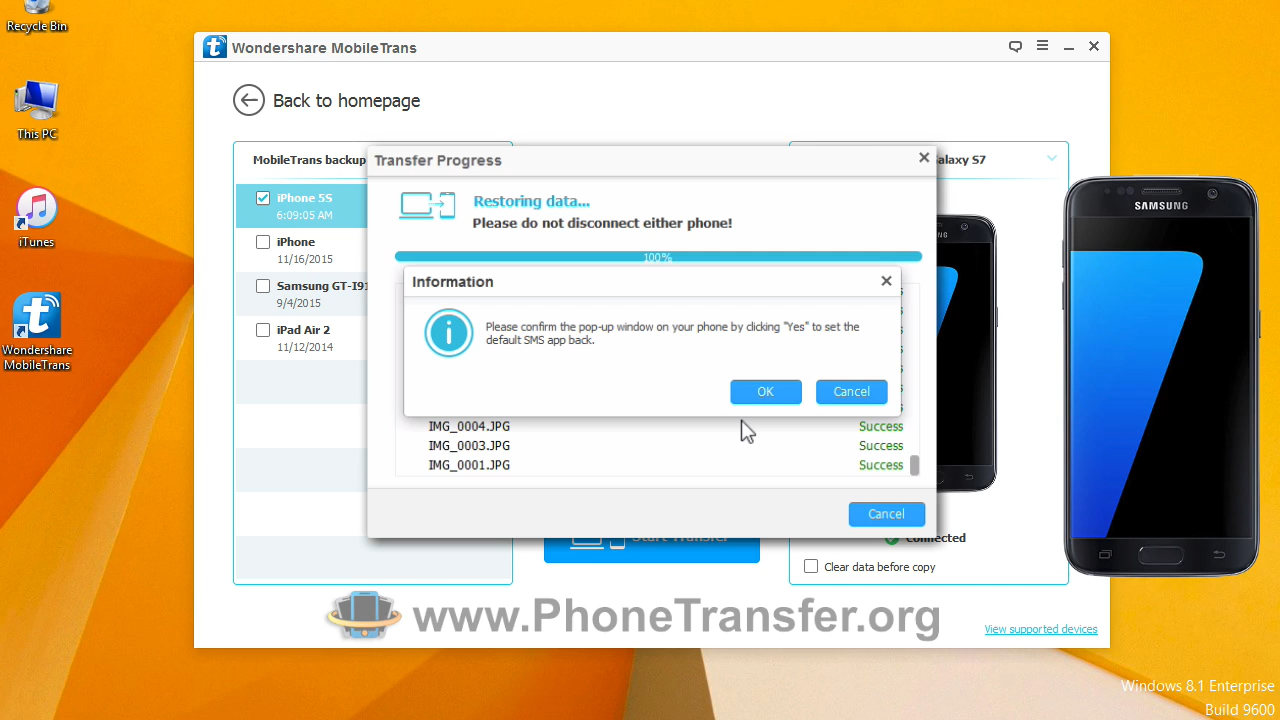 Recycle Bin
This PC
iTunes
Wondershare
MobileTrans
Wondershare MobileTrans
Back to homepage
MobileTrans backup
iPhone 5S
6:09:05 AM
iPhone
11/16/2015
Samsung GT-I91
9/4/2015
iPad Air 2
11/12/2014
Transfer Progress
Restoring data...
Please do not disconnect either phone!
100%
Information
Please confirm the pop-up window on your phone by clicking "Yes" to set the
default SMS app back.
OK
Cancel
IMG_0004.JPG Success
IMG_0003.JPG Success
IMG_0001.JPG Success
Cancel
Start Transfer
alaxy S7
Connected
Clear data before copy
View supported devices
SAMSUNG
www.PhoneTransfer.org
Windows 8.1 Enterprise
Build 9600